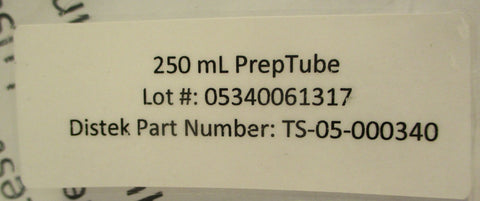 250 mL PrepTube
Lot #: 05340061317
Distek Part Number: TS-05-000340